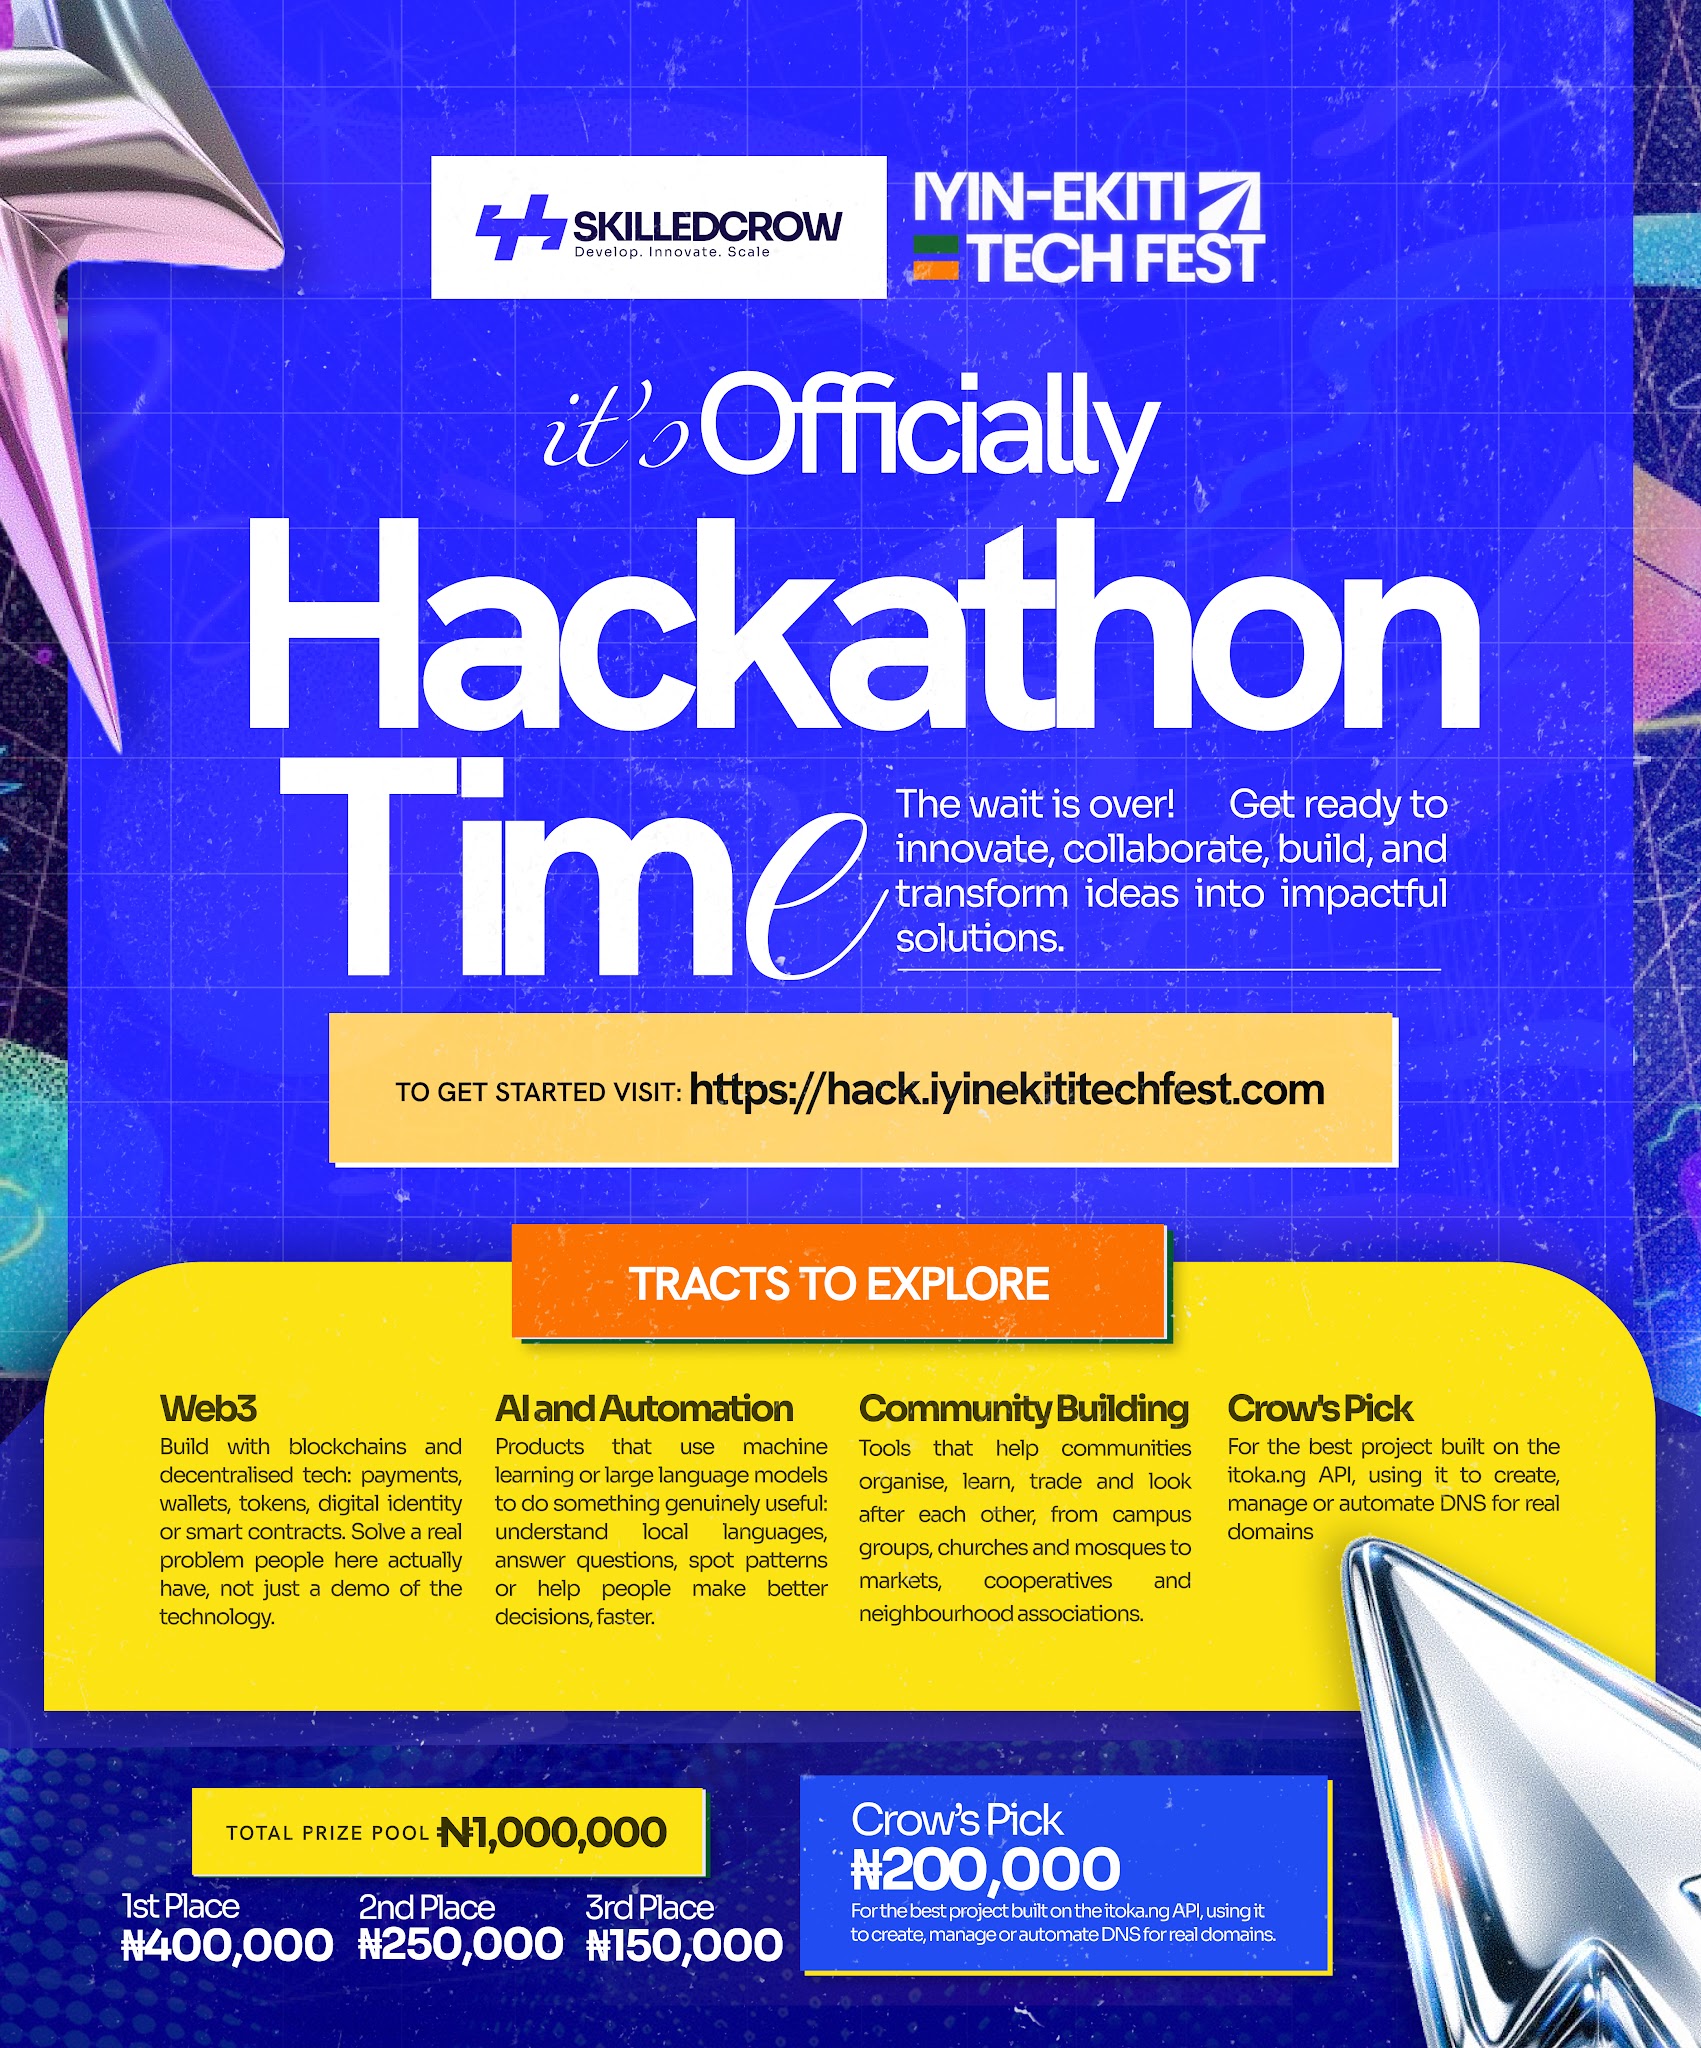 SKILLEDCROW
Develop. Innovate. Scale
IYIN-EKITI
TECH FEST
it's Officially
Hackathon
Time
The wait is over! Get ready to
innovate, collaborate, build, and
transform ideas into impactful
solutions.
TO GET STARTED VISIT: https://hack.iyinekititechfest.com
TRACTS TO EXPLORE
Web3
Build with blockchains and
decentralised tech: payments,
wallets, tokens, digital identity
or smart contracts. Solve a real
problem people here actually
have, not just a demo of the
technology.
AI and Automation
Products that use machine
learning or large language models
to do something genuinely useful:
understand local languages,
answer questions, spot patterns
or help people make better
decisions, faster.
Community Building
Tools that help communities
organise, learn, trade and look
after each other, from campus
groups, churches and mosques to
markets, cooperatives and
neighbourhood associations.
Crow's Pick
For the best project built on the
itoka.ng API, using it to create,
manage or automate DNS for real
domains
TOTAL PRIZE POOL ₦1,000,000
1st Place
₦400,000
2nd Place
₦250,000
3rd Place
₦150,000
Crow's Pick
₦200,000
For the best project built on the itoka.ng API, using it
to create, manage or automate DNS for real domains.